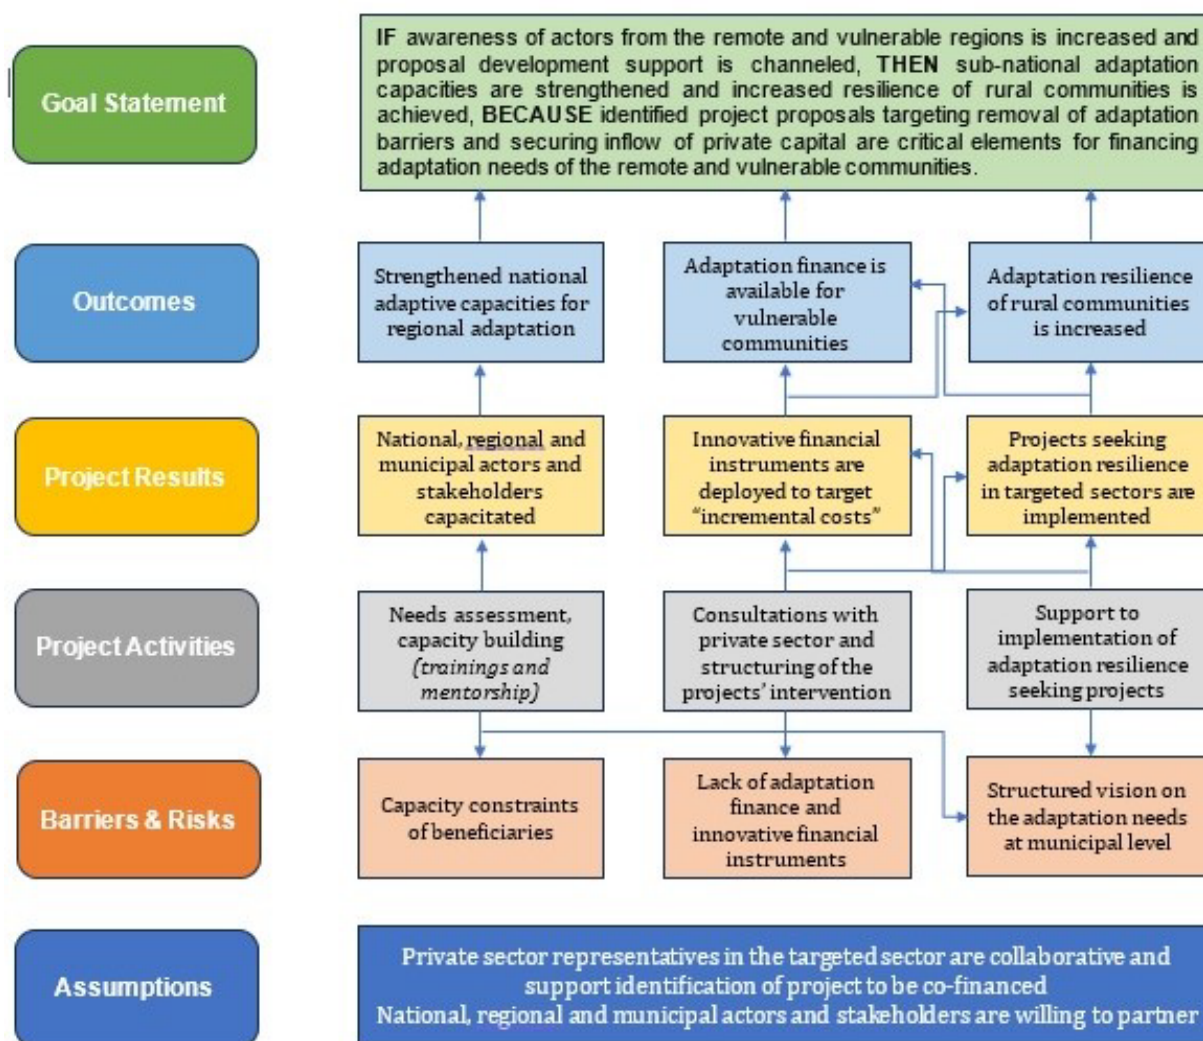 Goal Statement
IF awareness of actors from the remote and vulnerable regions is increased and
proposal development support is channeled, THEN sub-national adaptation
capacities are strengthened and increased resilience of rural communities is
achieved, BECAUSE identified project proposals targeting removal of adaptation
barriers and securing inflow of private capital are critical elements for financing
adaptation needs of the remote and vulnerable communities.
Outcomes
Strengthened national
adaptive capacities for
regional adaptation
Adaptation finance is
available for
vulnerable
communities
Adaptation resilience
of rural communities
is increased
Project Results
National, regional and
municipal actors and
stakeholders
capacitated
Innovative financial
instruments are
deployed to target
“incremental costs”
Projects seeking
adaptation resilience
in targeted sectors are
implemented
Project Activities
Needs assessment,
capacity building
(trainings and
mentorship)
Consultations with
private sector and
structuring of the
projects’ intervention
Support to
implementation of
adaptation resilience
seeking projects
Barriers & Risks
Capacity constraints
of beneficiaries
Lack of adaptation
finance and
innovative financial
instruments
Structured vision on
the adaptation needs
at municipal level
Assumptions
Private sector representatives in the targeted sector are collaborative and
support identification of project to be co-financed
National, regional and municipal actors and stakeholders are willing to partner